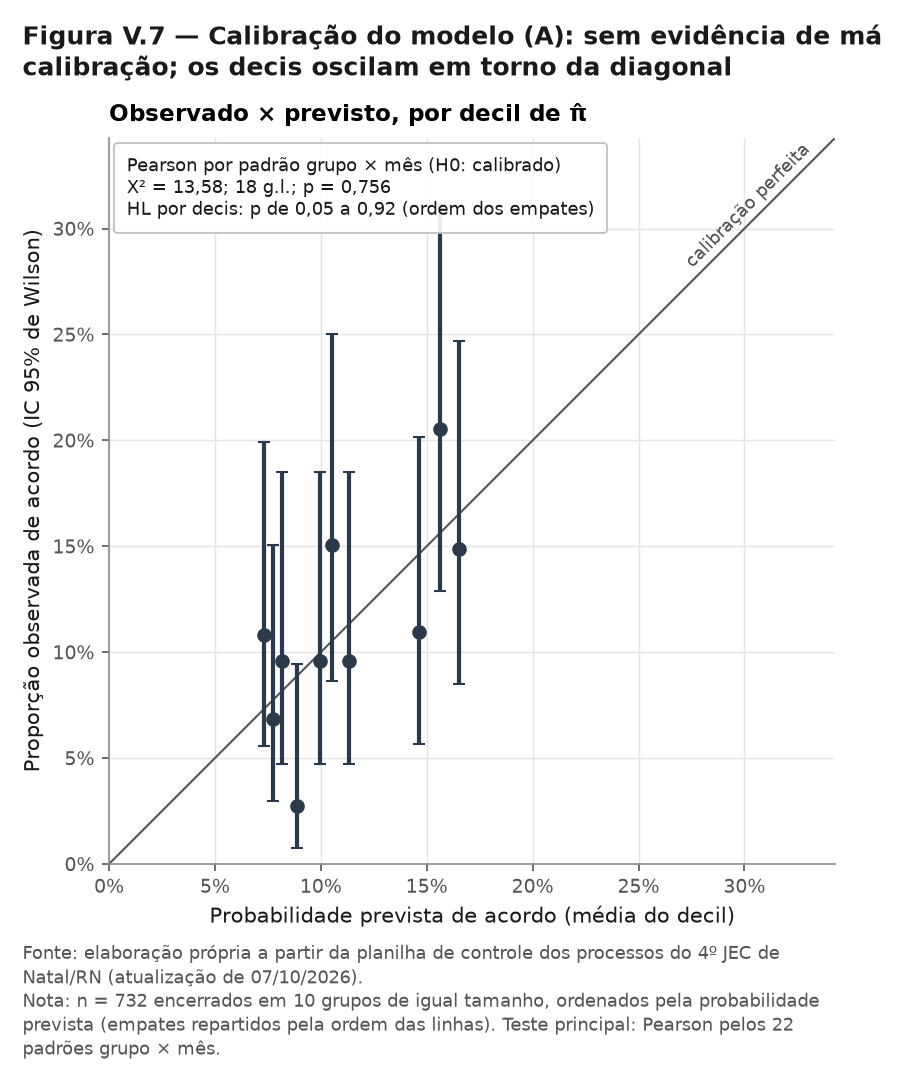 Figura V.7 — Calibração do modelo (A): sem evidência de má
calibração; os decis oscilam em torno da diagonal
Observado × previsto, por decil de π̂
Pearson por padrão grupo × mês (H0: calibrado)
X² = 13,58; 18 g.l.; p = 0,756
HL por decis: p de 0,05 a 0,92 (ordem dos empates)
calibração perfeita
Proporção observada de acordo (IC 95% de Wilson)
30%
25%
20%
15%
10%
5%
0%
0% 5% 10% 15% 20% 25% 30%
Probabilidade prevista de acordo (média do decil)
Fonte: elaboração própria a partir da planilha de controle dos processos do 4º JEC de
Natal/RN (atualização de 07/10/2026).
Nota: n = 732 encerrados em 10 grupos de igual tamanho, ordenados pela probabilidade
prevista (empates repartidos pela ordem das linhas). Teste principal: Pearson pelos 22
padrões grupo × mês.